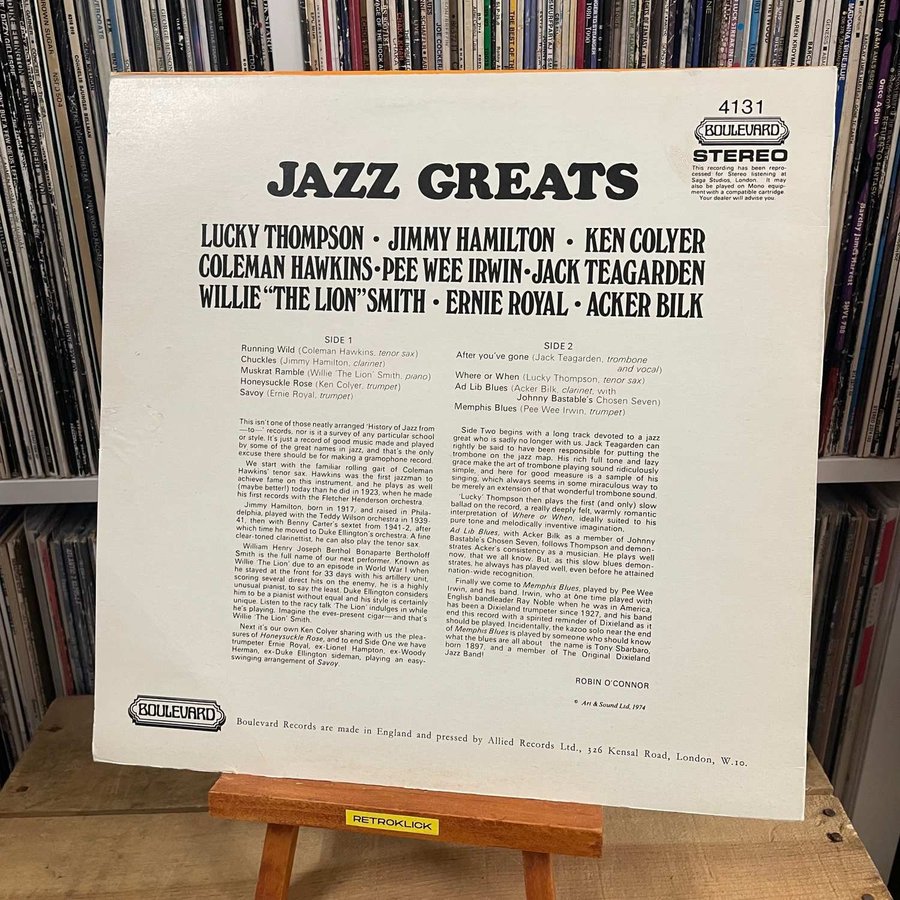 4131
BOULEVARD
STEREO
This recording has been repro-
cessed for Stereo listening at
Saga Studios, London. It may
also be played on Mono equip-
ment with a compatible cartridge.
Your dealer will advise you.
JAZZ GREATS
LUCKY THOMPSON • JIMMY HAMILTON • KEN COLYER
COLEMAN HAWKINS•PEE WEE IRWIN•JACK TEAGARDEN
WILLIE "THE LION" SMITH • ERNIE ROYAL • ACKER BILK
SIDE 1
Running Wild (Coleman Hawkins, tenor sax)
Chuckles (Jimmy Hamilton, clarinet)
Muskrat Ramble (Willie 'The Lion' Smith, piano)
Honeysuckle Rose (Ken Colyer, trumpet)
Savoy (Ernie Royal, trumpet)
This isn't one of those neatly arranged 'History of Jazz from
—to—' records, nor is it a survey of any particular school
or style. It's just a record of good music made and played
by some of the great names in jazz, and that's the only
excuse there should be for making a gramophone record.
We start with the familiar rolling gait of Coleman
Hawkins' tenor sax. Hawkins was the first jazzman to
achieve fame on this instrument, and he plays as well
(maybe better!) today than he did in 1923, when he made
his first records with the Fletcher Henderson orchestra.
Jimmy Hamilton, born in 1917, and raised in Phila-
delphia, played with the Teddy Wilson orchestra in 1939-
41, then with Benny Carter's sextet from 1941-2, after
which time he moved to Duke Ellington's orchestra. A fine
clear-toned clarinettist, he can also play the tenor sax.
William Henry Joseph Berthol Bonaparte Bertholoff
Smith is the full name of our next performer. Known as
Willie 'The Lion' due to an episode in World War I when
he stayed at the front for 33 days with his artillery unit,
scoring several direct hits on the enemy, he is a highly
unusual pianist, to say the least. Duke Ellington considers
him to be a pianist without equal and his style is certainly
unique. Listen to the racy talk 'The Lion' indulges in while
he's playing. Imagine the ever-present cigar—and that's
Willie 'The Lion' Smith.
Next it's our own Ken Colyer sharing with us the plea-
sures of Honeysuckle Rose, and to end Side One we have
trumpeter Ernie Royal, ex-Lionel Hampton, ex-Woody
Herman, ex-Duke Ellington sideman, playing an easy-
swinging arrangement of Savoy.
SIDE 2
After you've gone (Jack Teagarden, trombone
and vocal)
Where or When (Lucky Thompson, tenor sax)
Ad Lib Blues (Acker Bilk, clarinet, with
Johnny Bastable's Chosen Seven)
Memphis Blues (Pee Wee Irwin, trumpet)
Side Two begins with a long track devoted to a jazz
great who is sadly no longer with us. Jack Teagarden can
rightly be said to have been responsible for putting the
trombone on the jazz map. His rich full tone and lazy
grace make the art of trombone playing sound ridiculously
simple, and here for good measure is a sample of his
singing, which always seems in some miraculous way to
be merely an extension of that wonderful trombone sound.
'Lucky' Thompson then plays the first (and only) slow
ballad on the record, a really deeply felt, warmly romantic
interpretation of Where or When, ideally suited to his
pure tone and melodically inventive imagination.
Ad Lib Blues, with Acker Bilk as a member of Johnny
Bastable's Chosen Seven, follows Thompson and demon-
strates Acker's consistency as a musician. He plays well
now, that we all know. But, as this slow blues demon-
strates, he always has played well, even before he attained
nation-wide recognition.
Finally we come to Memphis Blues, played by Pee Wee
Irwin, and his band. Irwin, who at one time played with
English bandleader Ray Noble when he was in America,
has been a Dixieland trumpeter since 1927, and his band
end this record with a spirited reminder of Dixieland as it
should be played. Incidentally, the kazoo solo near the end
of Memphis Blues is played by someone who should know
what the blues are all about the name is Tony Sbarbaro,
born 1897, and a member of The Original Dixieland
Jazz Band!
ROBIN O'CONNOR
© Art & Sound Ltd, 1974
BOULEVARD
Boulevard Records are made in England and pressed by Allied Records Ltd., 326 Kensal Road, London, W.10.
RETROKLICK